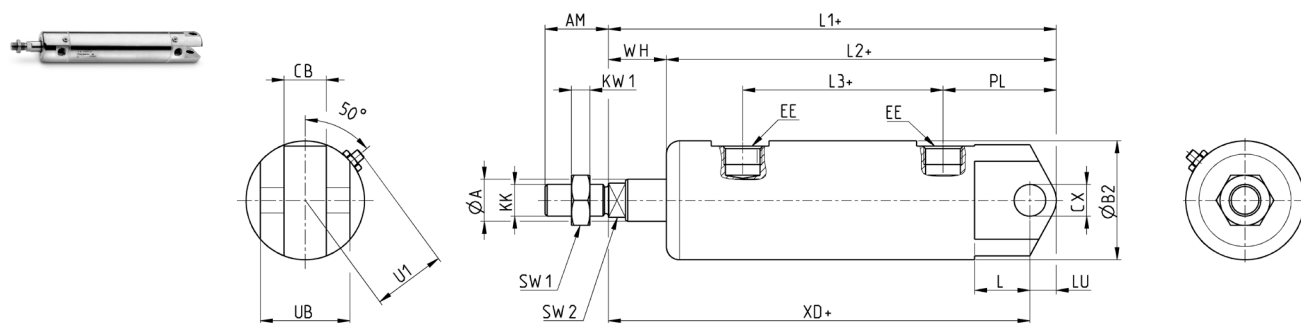 AM
L1+
WH
L2+
CB
KW1
L3+
PL
50°
EE
EE
ØA
KK
CX
ØB2
SW1
U1
L
LU
SW2
UB
XD+